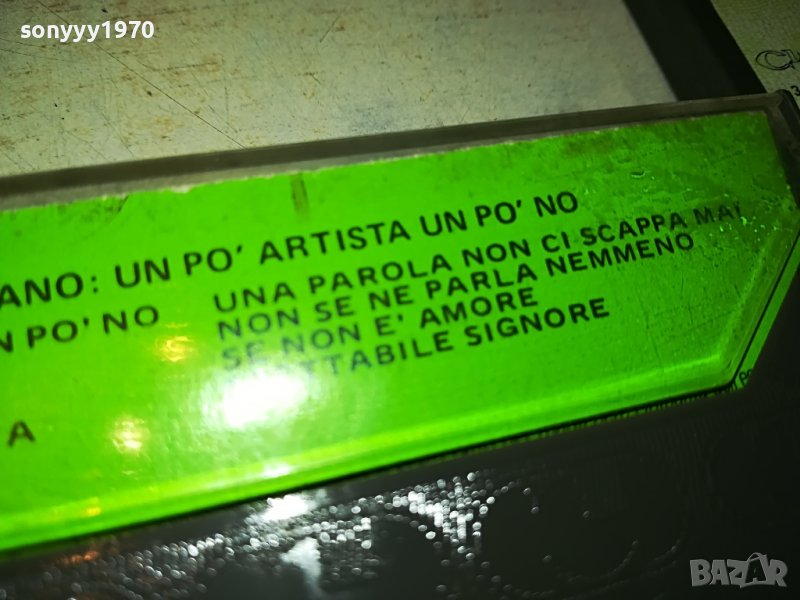 sonyyy1970
ANO: UN PO' ARTISTA UN PO' NO
N PO' NO
UNA PAROLA NON CI SCAPPA MAI
NON SE NE PARLA NEMMENO
SE NON E' AMORE
TTABILE SIGNORE
A
BAZAR